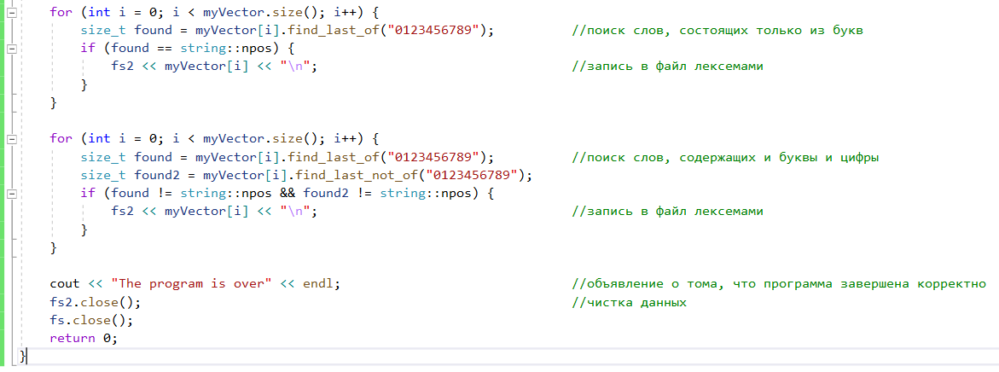 for (int i = 0; i < myVector.size(); i++) {
size_t found = myVector[i].find_last_of("0123456789"); //поиск слов, состоящих только из букв
if (found == string::npos) {
fs2 << myVector[i] << "\n"; //запись в файл лексемами
}
}
for (int i = 0; i < myVector.size(); i++) {
size_t found = myVector[i].find_last_of("0123456789"); //поиск слов, содержащих и буквы и цифры
size_t found2 = myVector[i].find_last_not_of("0123456789");
if (found != string::npos && found2 != string::npos) {
fs2 << myVector[i] << "\n"; //запись в файл лексемами
}
}
cout << "The program is over" << endl; //объявление о тома, что программа завершена корректно
fs2.close(); //чистка данных
fs.close();
return 0;
}